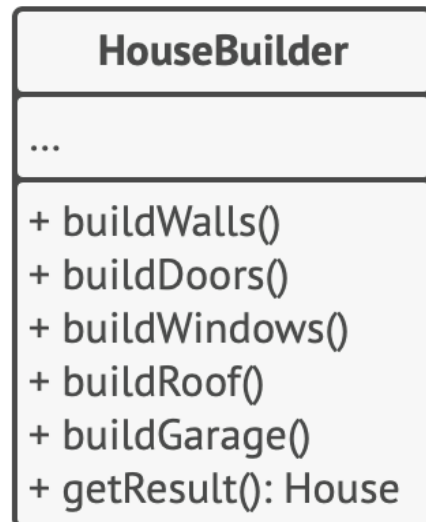 HouseBuilder
...
+ buildWalls()
+ buildDoors()
+ buildWindows()
+ buildRoof()
+ buildGarage()
+ getResult(): House